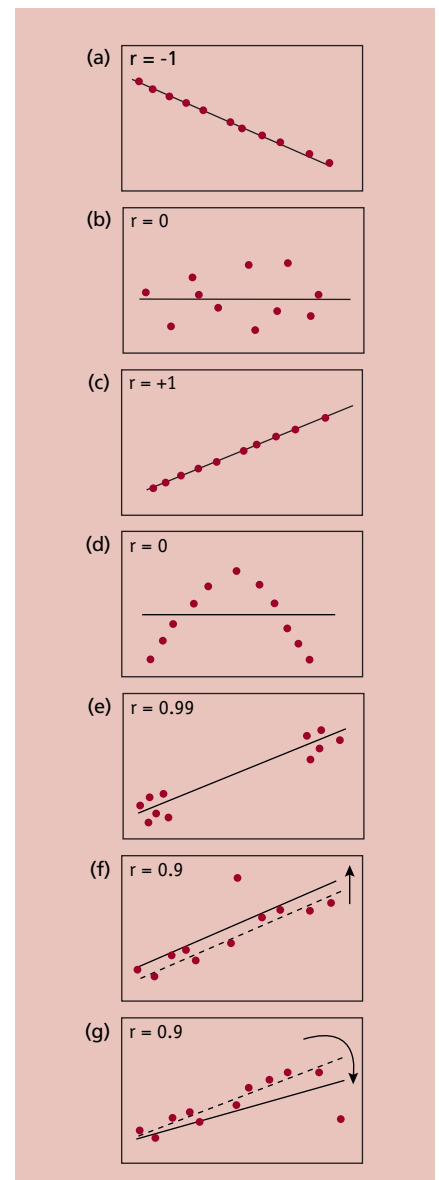 (a)
r = -1
(b)
r = 0
(c)
r = +1
(d)
r = 0
(e)
r = 0.99
(f)
r = 0.9
(g)
r = 0.9